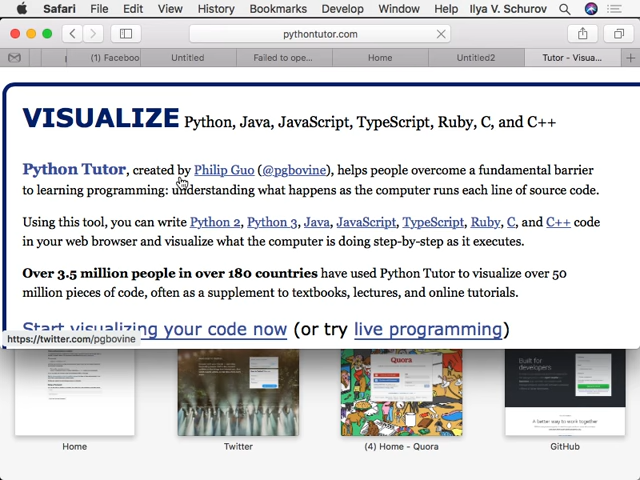 Safari File Edit View History Bookmarks Develop Window Help Ilya V. Schurov
pythontutor.com
(1) Faceboo Untitled Failed to ope... Home Untitled2 Tutor - Visua...
VISUALIZE Python, Java, JavaScript, TypeScript, Ruby, C, and C++
Python Tutor, created by Philip Guo (@pgbovine), helps people overcome a fundamental barrier
to learning programming: understanding what happens as the computer runs each line of source code.
Using this tool, you can write Python 2, Python 3, Java, JavaScript, TypeScript, Ruby, C, and C++ code
in your web browser and visualize what the computer is doing step-by-step as it executes.
Over 3.5 million people in over 180 countries have used Python Tutor to visualize over 50
million pieces of code, often as a supplement to textbooks, lectures, and online tutorials.
Start visualizing your code now (or try live programming)
https://twitter.com/pgbovine
Quora
Built for
developers
A better way to work together
Home Twitter (4) Home - Quora GitHub